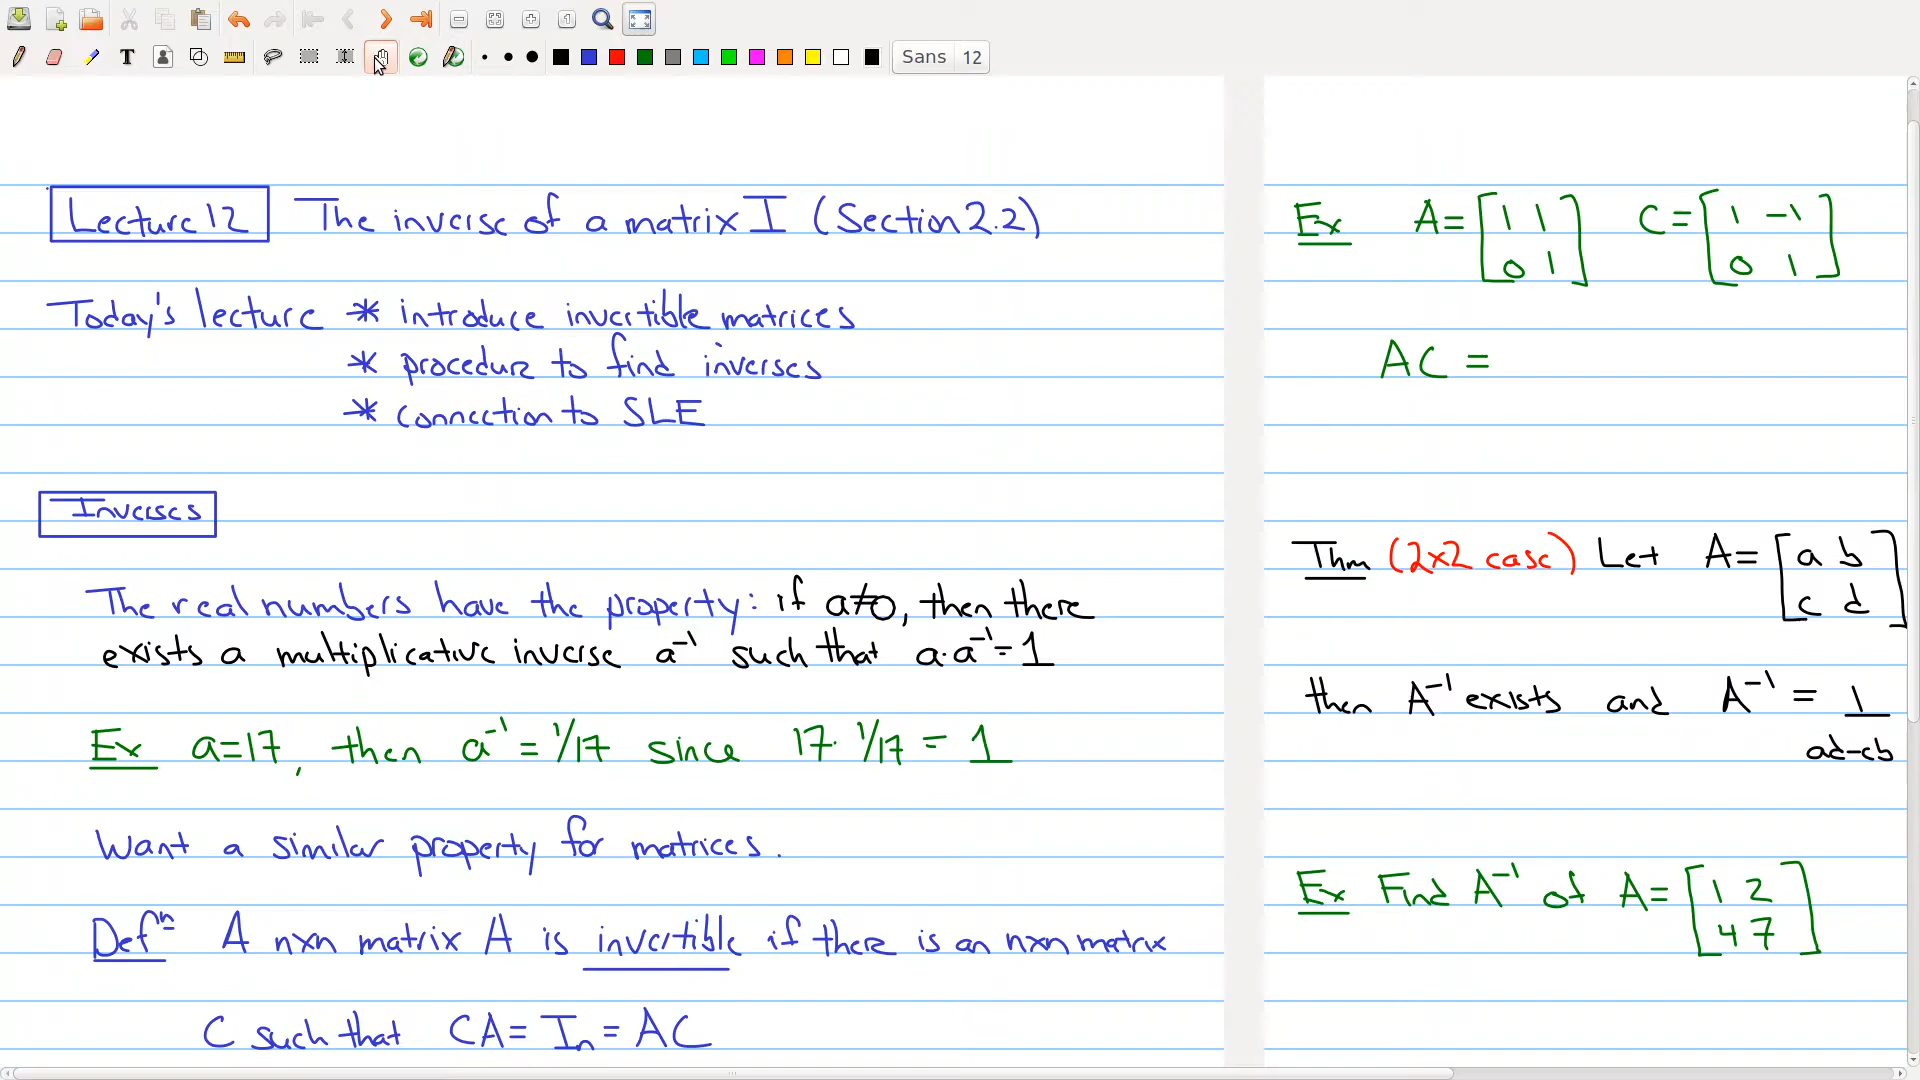 Sans 12
Lecture 12 The inverse of a matrix I (Section 2.2)
Today's lecture * introduce invertible matrices
* procedure to find inverses
* connection to SLE
Inverses
The real numbers have the property: if a≠0, then there
exists a multiplicative inverse a⁻¹ such that a·a⁻¹=1
Ex a=17, then a⁻¹ = 1/17 since 17·1/17 = 1
Want a similar property for matrices.
Defⁿ A nxn matrix A is invertible if there is an nxn matrix
C such that CA = Iₙ = AC
Ex A = [1 1 C = [1 -1
0 1] 0 1]
AC =
Thm (2x2 case) Let A = [a b
c d]
then A⁻¹ exists and A⁻¹ = 1
ad-cb
Ex Find A⁻¹ of A = [1 2
4 7]